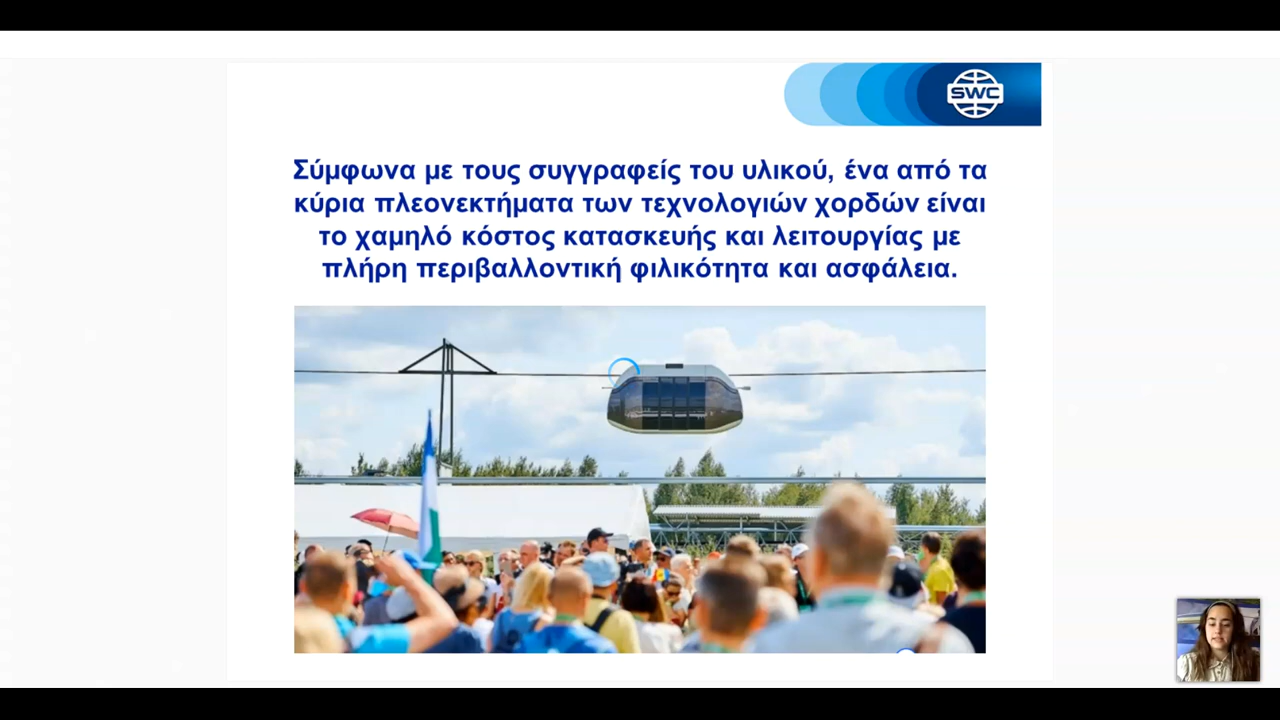 SWC
Σύμφωνα με τους συγγραφείς του υλικού, ένα από τα
κύρια πλεονεκτήματα των τεχνολογιών χορδών είναι
το χαμηλό κόστος κατασκευής και λειτουργίας με
πλήρη περιβαλλοντική φιλικότητα και ασφάλεια.